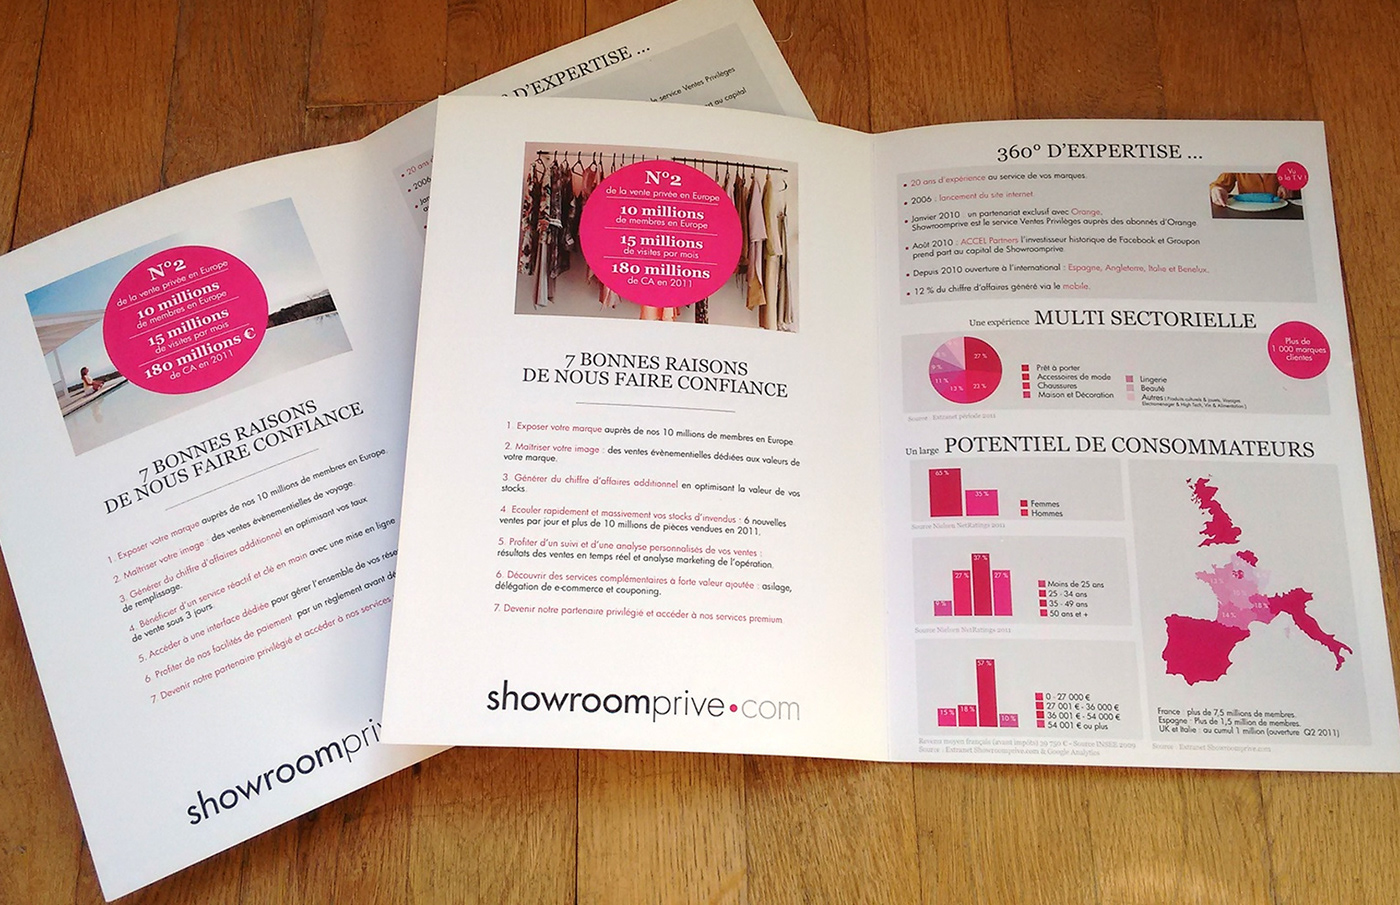 D'EXPERTISE ...
le service Ventes Privilèges
au capital
20 ans
2006
N°2
de la vente privée en Europe
10 millions
de membres en Europe
15 millions
de visites par mois
180 millions €
de CA en 2011
7 BONNES RAISONS
DE NOUS FAIRE CONFIANCE
1. Exposer votre marque auprès de nos 10 millions de membres en Europe.
2. Maîtriser votre image : des ventes évènementielles de voyage.
3. Générer du chiffre d'affaires additionnel en optimisant vos taux
de remplissage.
4. Bénéficier d'un service réactif et clé en main avec une mise en ligne
de vente sous 3 jours.
5. Accéder à une interface dédiée pour gérer l'ensemble de vos
6. Profiter de nos facilités de paiement par un règlement avant
7. Devenir notre partenaire privilégié et accéder à nos services
showroompriv
N°2
de la vente privée en Europe
10 millions
de membres en Europe
15 millions
de visites par mois
180 millions
de CA en 2011
7 BONNES RAISONS
DE NOUS FAIRE CONFIANCE
1. Exposer votre marque auprès de nos 10 millions de membres en Europe
2. Maîtriser votre image : des ventes évènementielles dédiées aux valeurs de
votre marque.
3. Générer du chiffre d'affaires additionnel en optimisant la valeur de vos
stocks.
4. Ecouler rapidement et massivement vos stocks d'invendus : 6 nouvelles
ventes par jour et plus de 10 millions de pièces vendues en 2011.
5. Profiter d'un suivi et d'une analyse personnalisés de vos ventes :
résultats des ventes en temps réel et analyse marketing de l'opération.
6. Découvrir des services complémentaires à forte valeur ajoutée : asilage,
délégation de e-commerce et couponing.
7. Devenir notre partenaire privilégié et accéder à nos services premium
showroomprive.com
360° D'EXPERTISE ...
Vu
à la TV !
• 20 ans d'expérience au service de vos marques.
• 2006 : lancement du site internet.
• Janvier 2010 : un partenariat exclusif avec Orange.
Showroomprive est le service Ventes Privilèges auprès des abonnés d'Orange
• Août 2010 : ACCEL Partners l'investisseur historique de Facebook et Groupon
prend part au capital de Showroomprive.
• Depuis 2010 ouverture à l'international : Espagne, Angleterre, Italie et Benelux.
• 12 % du chiffre d'affaires généré via le mobile.
Une expérience MULTI SECTORIELLE
Plus de
1 000 marques
clientes
27 %
23 %
13 %
11 %
9 %
Prêt à porter
Accessoires de mode
Chaussures
Maison et Décoration
Lingerie
Beauté
Autres ( Produits culturels & jouets, Voyages
Electroménager & High Tech, Vin & Alimentation )
Source : Extranet période 2011
Un large POTENTIEL DE CONSOMMATEURS
65 %
35 %
Femmes
Hommes
Source Nielsen NetRatings 2011
9 %
27 %
37 %
27 %
Moins de 25 ans
25 - 34 ans
35 - 49 ans
50 ans et +
Source Nielsen NetRatings 2011
15 %
18 %
57 %
10 %
0 - 27 000 €
27 001 € - 36 000 €
36 001 € - 54 000 €
54 001 € ou plus
Revenu moyen français (avant impôts) 39 750 € - Source INSEE 2009
Source : Extranet Showroomprive.com & Google Analytics
14 %
18 %
France : plus de 7,5 millions de membres.
Espagne : Plus de 1,5 million de membres.
UK et Italie : au cumul 1 million (ouverture Q2 2011)
Source : Extranet Showroomprive.com